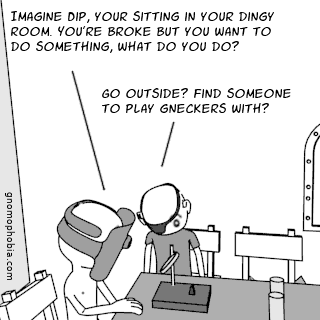 IMAGINE DIP, YOUR SITTING IN YOUR DINGY
ROOM. YOU'RE BROKE BUT YOU WANT TO
DO SOMETHING, WHAT DO YOU DO?
GO OUTSIDE? FIND SOMEONE
TO PLAY GNECKERS WITH?
gnomophobia.com